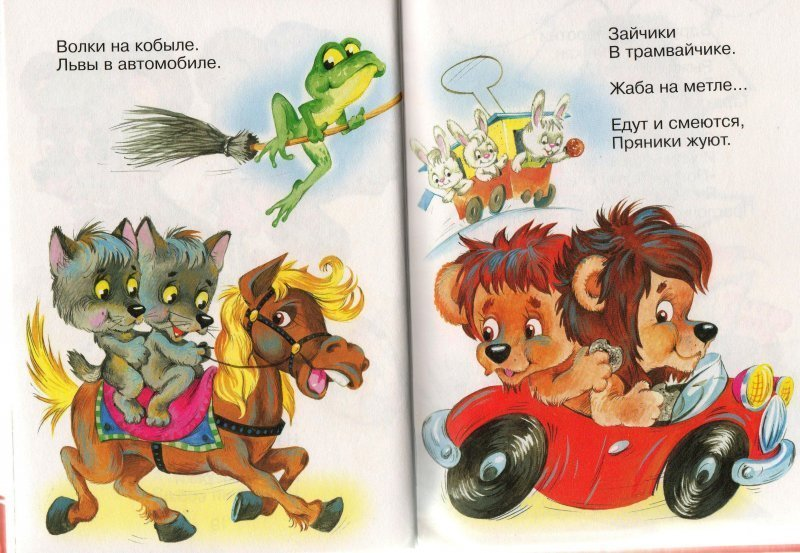 Волки на кобыле.
Львы в автомобиле.
Зайчики
В трамвайчике.
Жаба на метле...
Едут и смеются,
Пряники жуют.